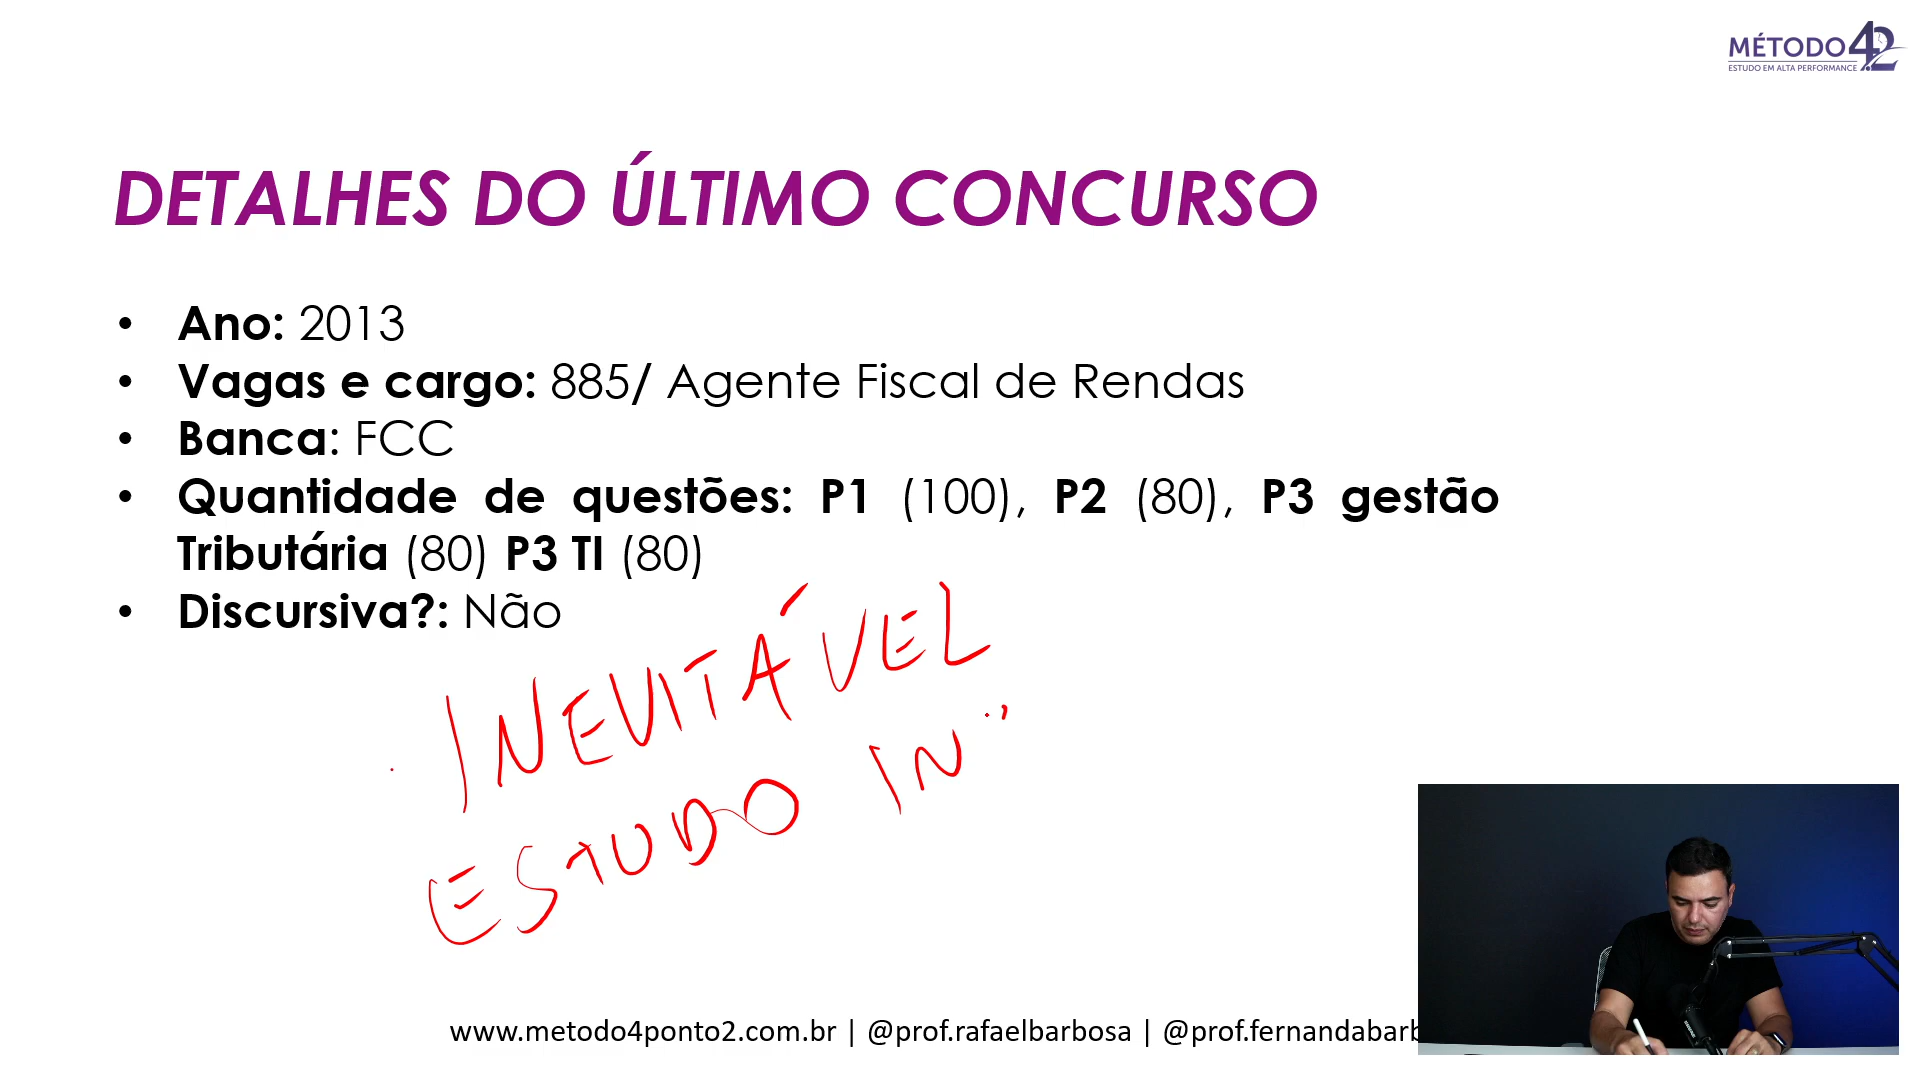 MÉTODO 4.2
ESTUDO EM ALTA PERFORMANCE
DETALHES DO ÚLTIMO CONCURSO
• Ano: 2013
• Vagas e cargo: 885/ Agente Fiscal de Rendas
• Banca: FCC
• Quantidade de questões: P1 (100), P2 (80), P3 gestão
Tributária (80) P3 TI (80)
• Discursiva?: Não
INEVITÁVEL
ESTUDO IN
www.metodo4ponto2.com.br | @prof.rafaelbarbosa | @prof.fernandabarb